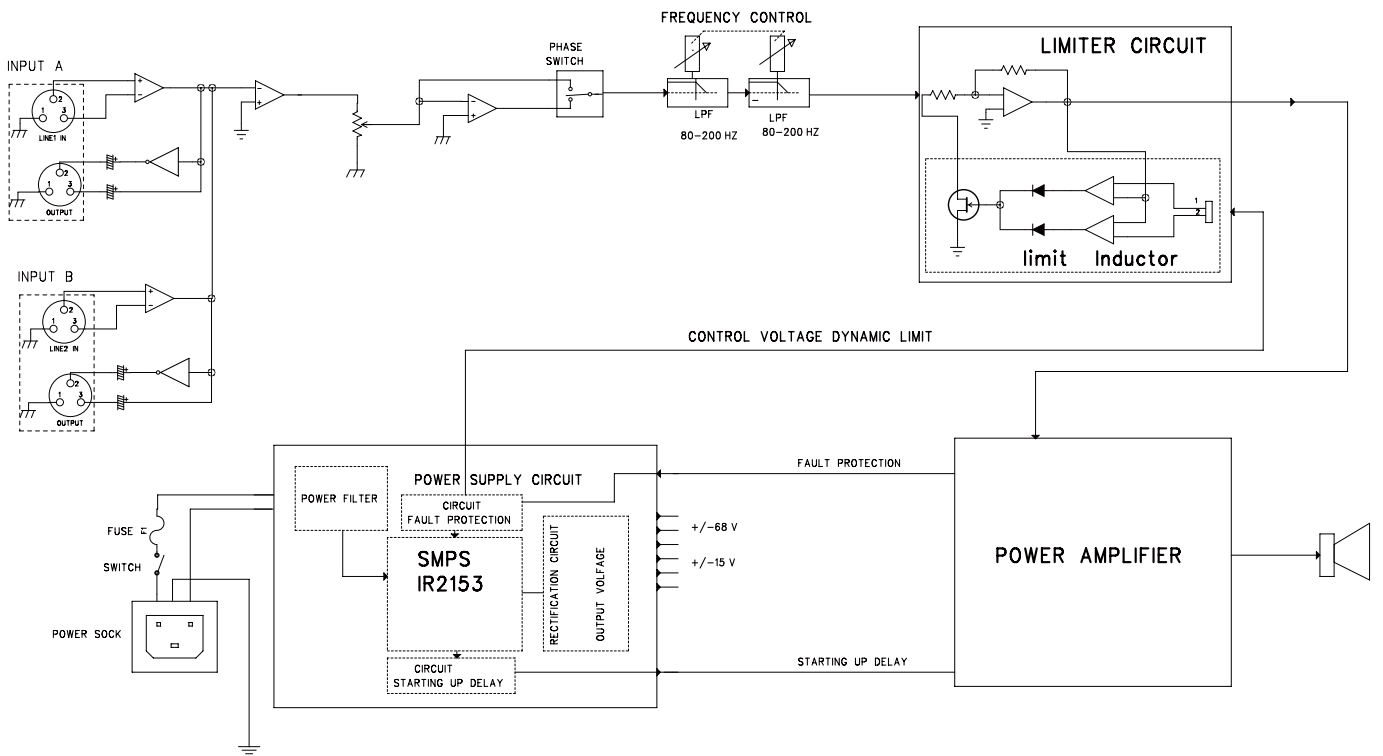 FREQUENCY CONTROL
LIMITER CIRCUIT
PHASE
SWITCH
INPUT A
2
1
3
LINE1 IN
2
1
3
OUTPUT
LPF
80-200 HZ
LPF
80-200 HZ
1
2
limit Inductor
INPUT B
2
1
3
LINE2 IN
2
1
3
OUTPUT
CONTROL VOLTAGE DYNAMIC LIMIT
POWER SUPPLY CIRCUIT
POWER FILTER
CIRCUIT
FAULT PROTECTION
FAULT PROTECTION
FUSE F1
SWITCH
POWER SOCK
SMPS
IR2153
RECTIFICATION CIRCUIT
OUTPUT VOLFAGE
+/-68 V
+/-15 V
POWER AMPLIFIER
CIRCUIT
STARTING UP DELAY
STARTING UP DELAY